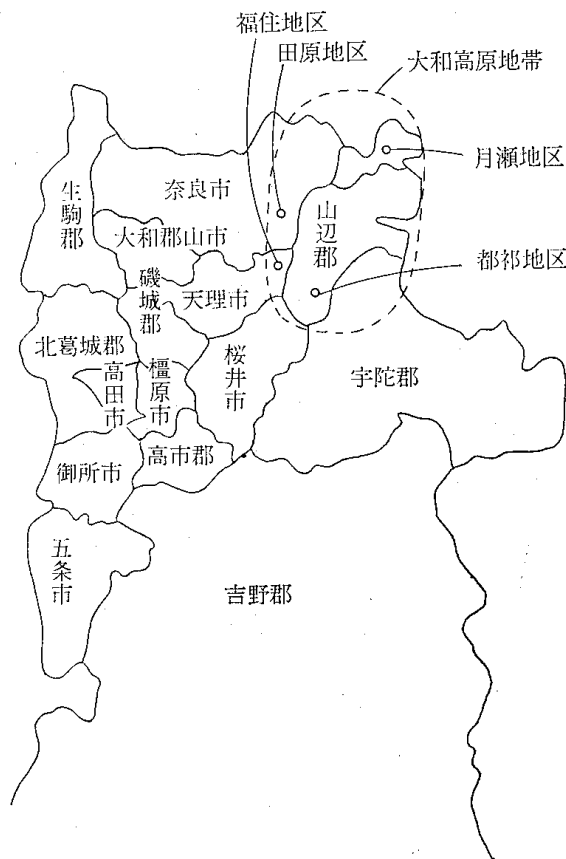 福住地区
田原地区
大和高原地帯
月瀬地区
奈良市
生駒郡
山辺郡
大和郡山市
都祁地区
磯城郡
天理市
北葛城郡
高田市
橿原市
桜井市
宇陀郡
高市郡
御所市
五条市
吉野郡